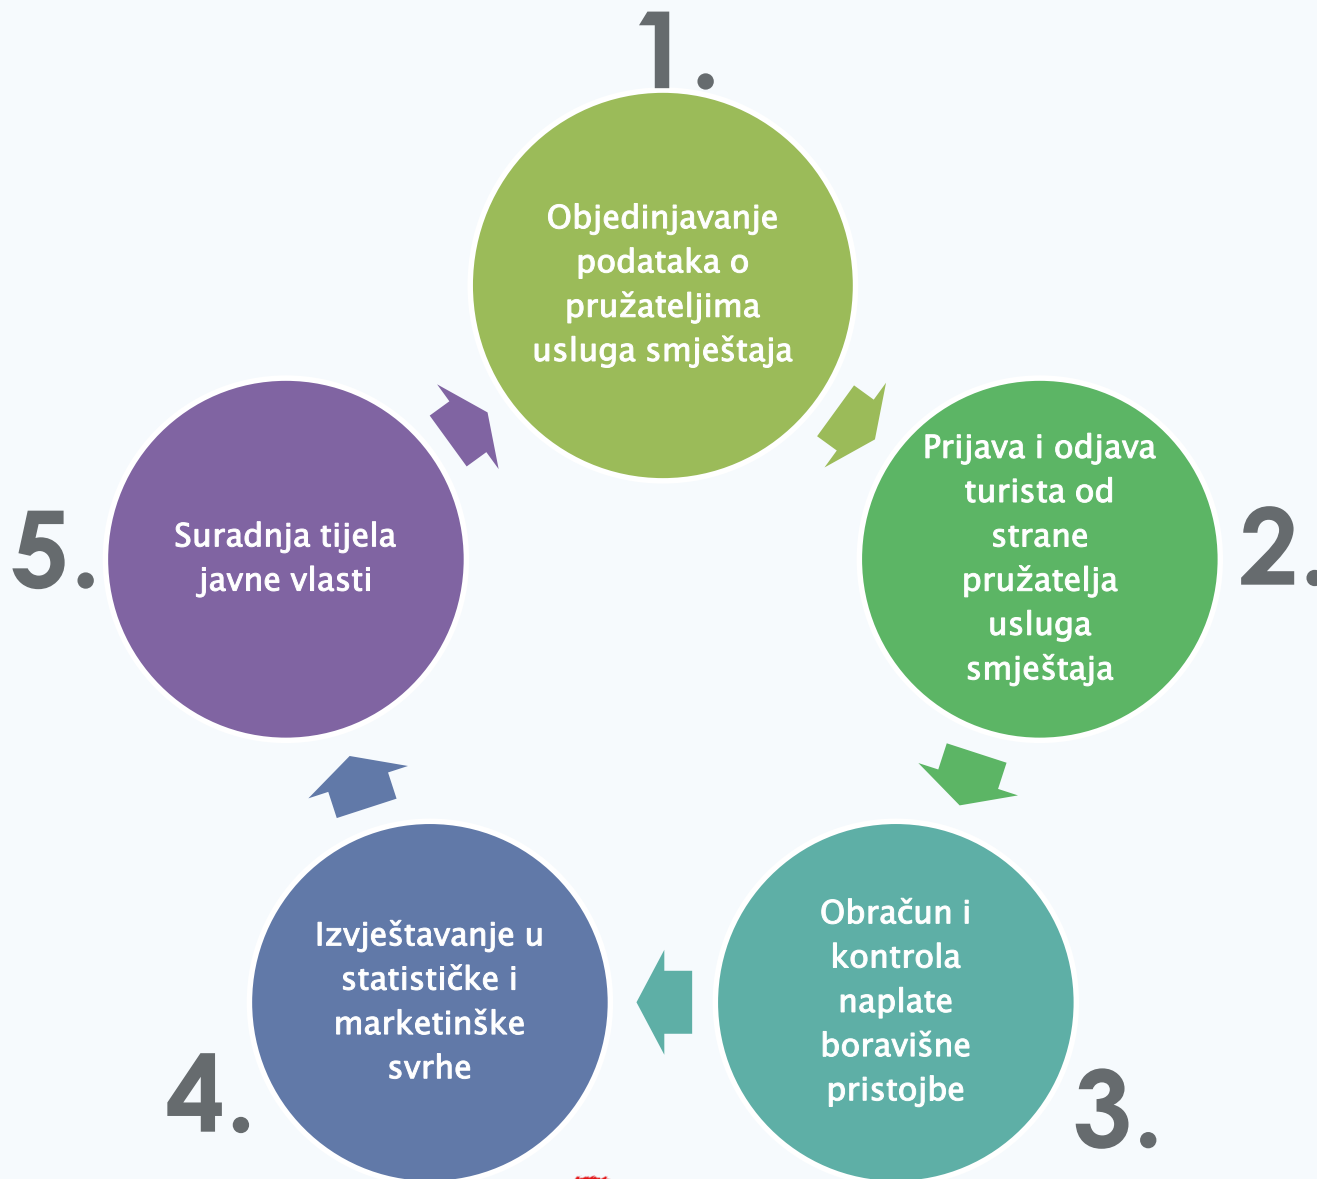 1.
Objedinjavanje
podataka o
pružateljima
usluga smještaja
2.
Prijava i odjava
turista od
strane
pružatelja
usluga
smještaja
3.
Obračun i
kontrola
naplate
boravišne
pristojbe
4.
Izvještavanje u
statističke i
marketinške
svrhe
5.
Suradnja tijela
javne vlasti